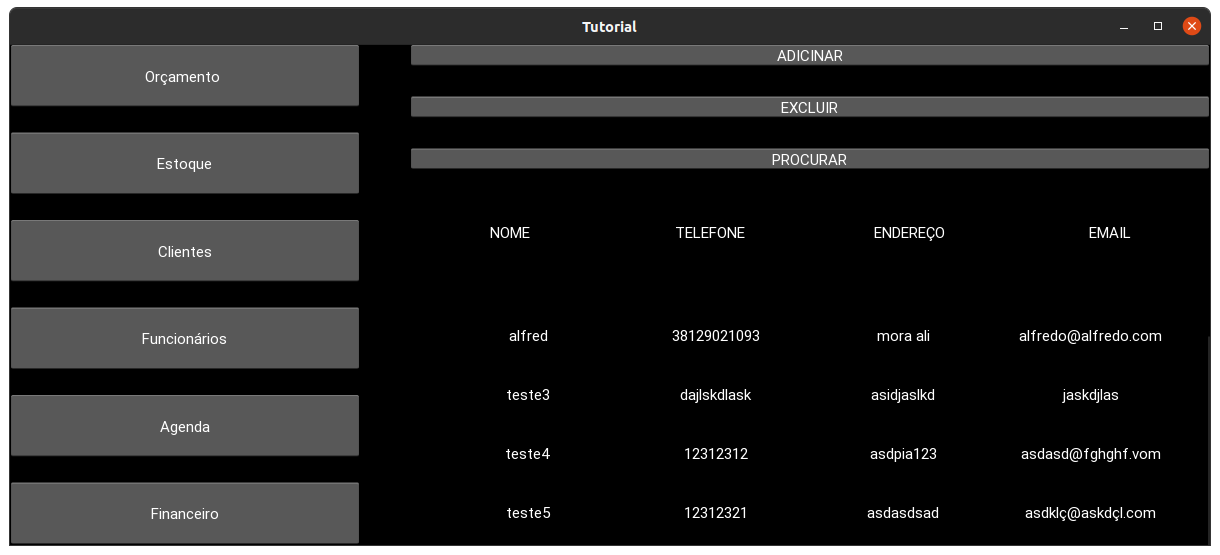 Tutorial
Orçamento
Estoque
Clientes
Funcionários
Agenda
Financeiro
ADICINAR
EXCLUIR
PROCURAR
NOME TELEFONE ENDEREÇO EMAIL
alfred 38129021093 mora ali alfredo@alfredo.com
teste3 dajlskdlask asidjaslkd jaskdjlas
teste4 12312312 asdpia123 asdasd@fghghf.vom
teste5 12312321 asdasdsad asdklç@askdçl.com